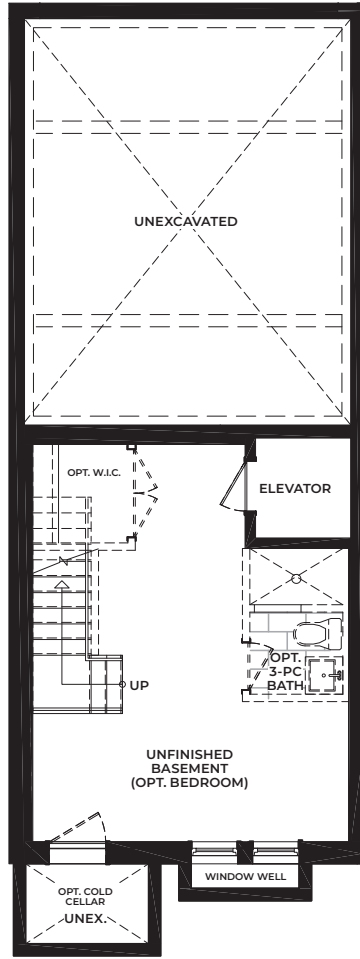 UNEXCAVATED
OPT. W.I.C.
ELEVATOR
UP
OPT.
3-PC
BATH
UNFINISHED
BASEMENT
(OPT. BEDROOM)
OPT. COLD
CELLAR
UNEX.
WINDOW WELL